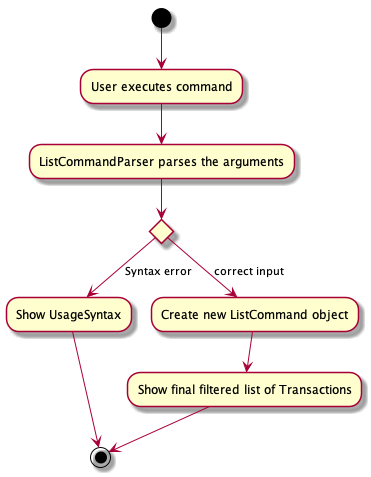 User executes command
ListCommandParser parses the arguments
Syntax error
correct input
Show UsageSyntax
Create new ListCommand object
Show final filtered list of Transactions